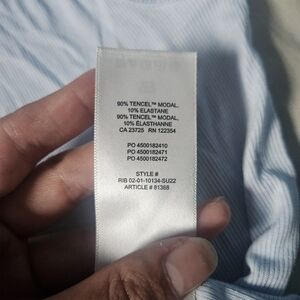 90% TENCEL™ MODAL,
10% ELASTANE
90% TENCEL™ MODAL,
10% ÉLASTHANNE
CA 23725 RN 122354
PO 4500182410
PO 4500182471
PO 4500182472
STYLE #
RIB 02-01-10134-SU22
ARTICLE # 81368